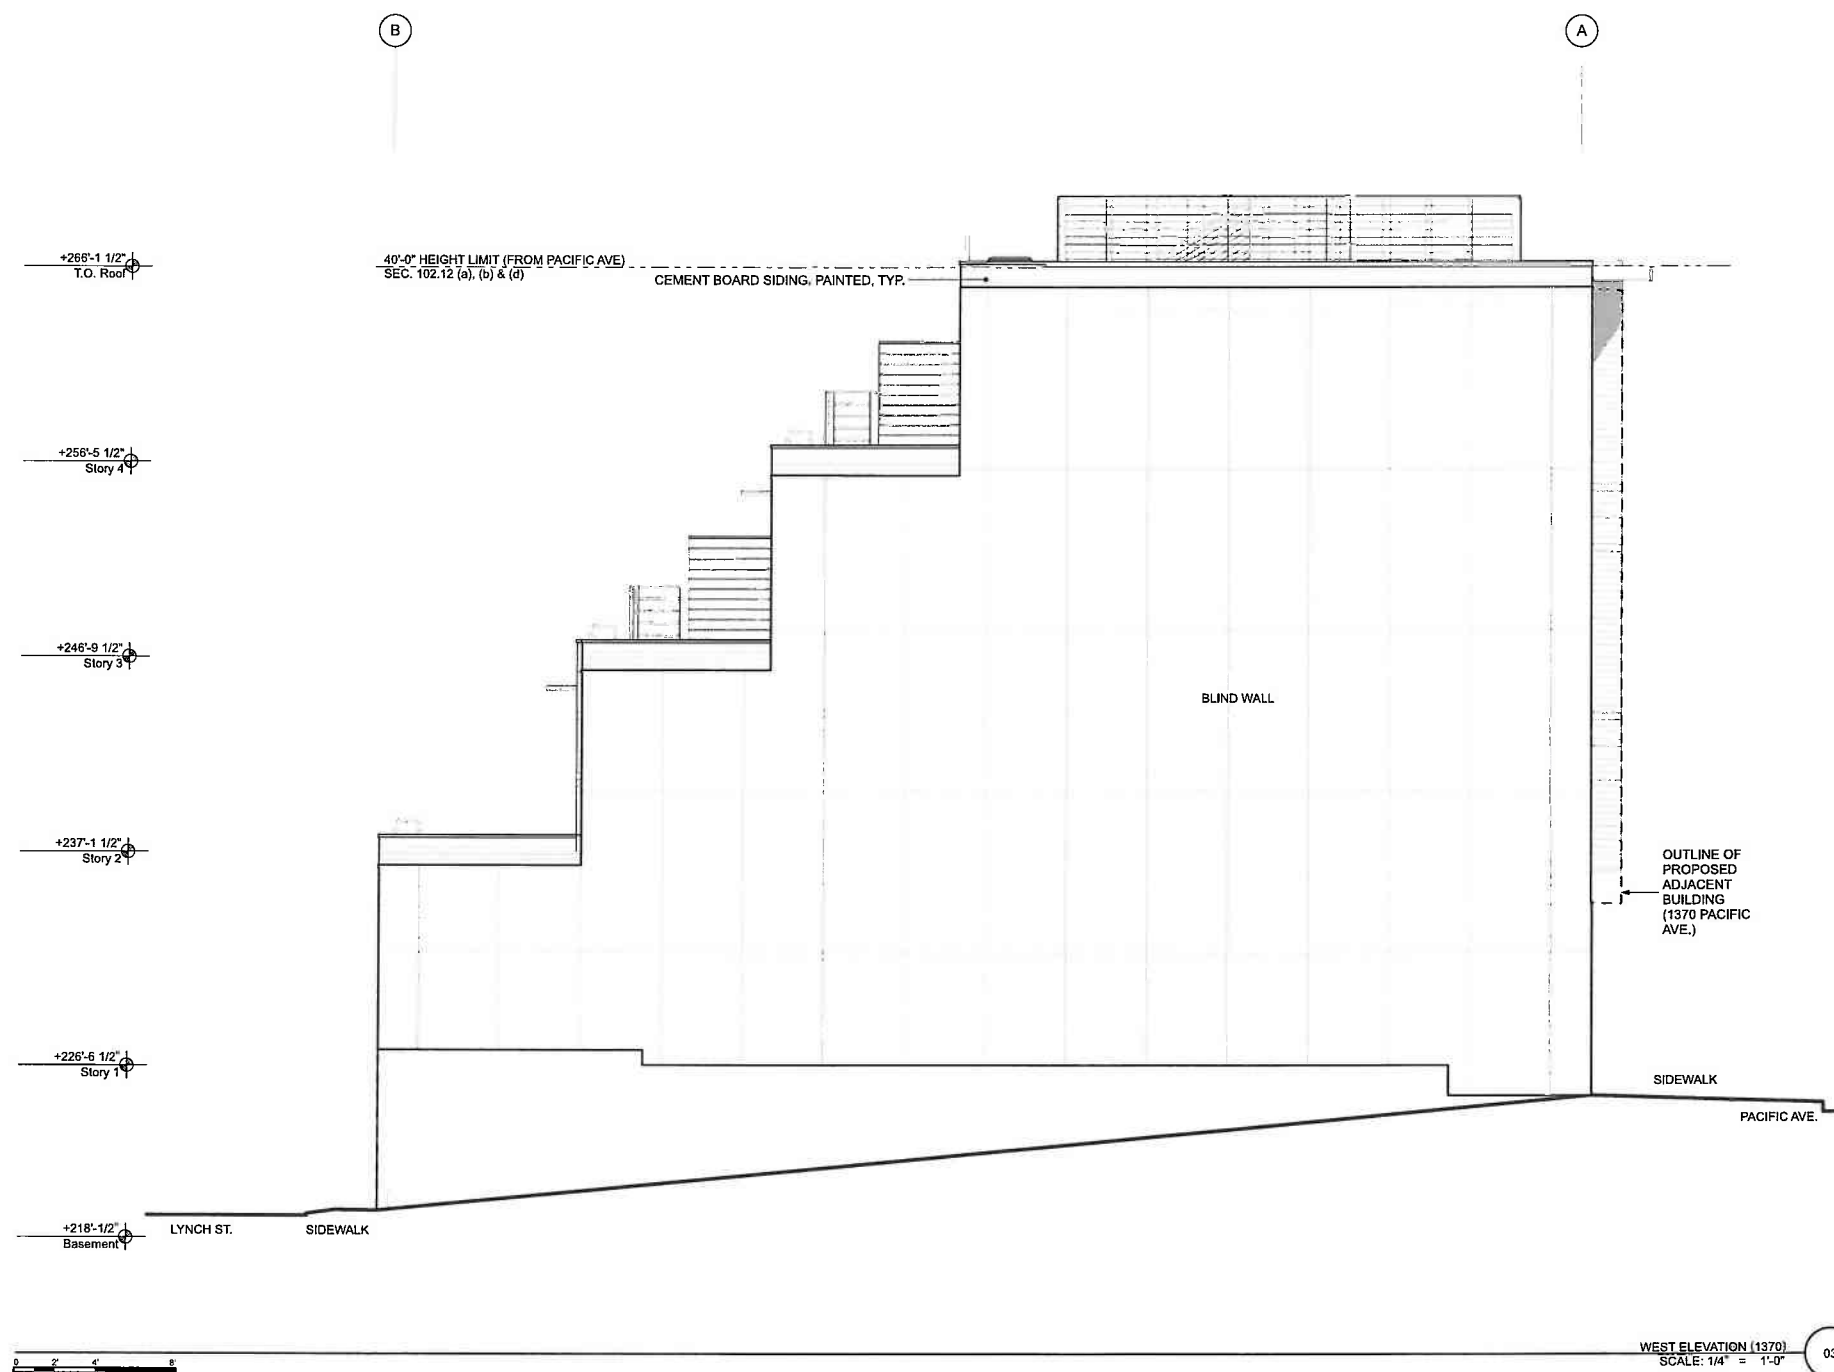 B
A
+266'-1 1/2"
T.O. Roof
40'-0" HEIGHT LIMIT (FROM PACIFIC AVE)
SEC. 102.12 (a), (b) & (d)
CEMENT BOARD SIDING, PAINTED, TYP.
+256'-5 1/2"
Story 4
+246'-9 1/2"
Story 3
BLIND WALL
+237'-1 1/2"
Story 2
OUTLINE OF
PROPOSED
ADJACENT
BUILDING
(1370 PACIFIC
AVE.)
+226'-6 1/2"
Story 1
SIDEWALK
PACIFIC AVE.
+218'-1/2"
Basement
LYNCH ST.
SIDEWALK
WEST ELEVATION (1370)
SCALE: 1/4" = 1'-0"
03
0 2' 4' 8'